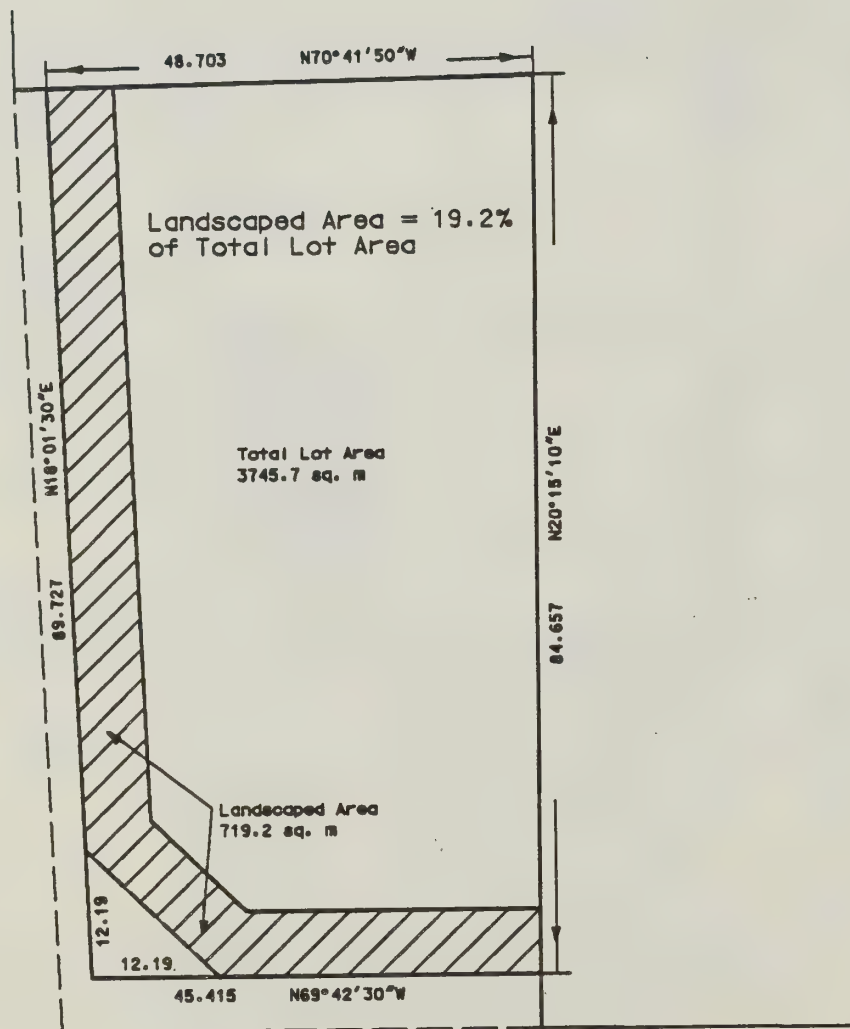 48.703 N70°41'50"W
Landscaped Area = 19.2%
of Total Lot Area
N18°01'30"E
Total Lot Area
3745.7 sq. m
N20°15'10"E
89.727
84.657
Landscaped Area
719.2 sq. m
12.19
12.19
45.415 N69°42'30"W